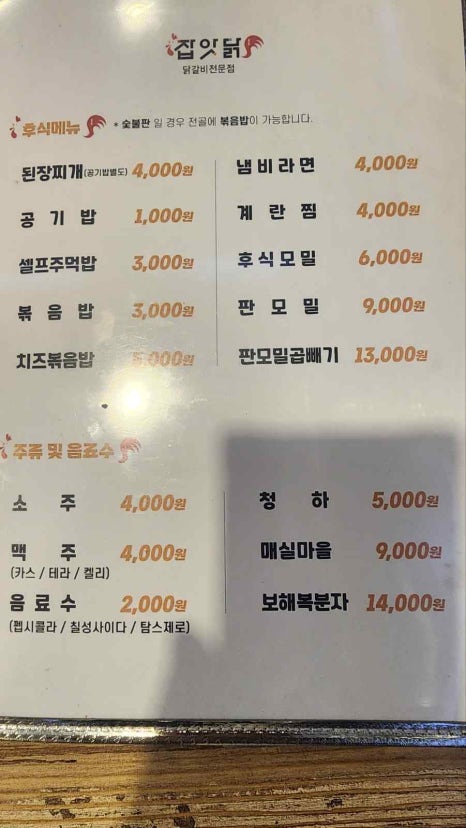 잡앗닭
닭갈비전문점
후식메뉴 * 숯불판 일 경우 전골에 볶음밥이 가능합니다.
된장찌개(공기밥별도) 4,000원
공기밥 1,000원
셀프주먹밥 3,000원
볶음밥 3,000원
치즈볶음밥 5,000원
냄비라면 4,000원
계란찜 4,000원
후식모밀 6,000원
판모밀 9,000원
판모밀곱빼기 13,000원
주류 및 음료수
소주 4,000원
맥주 4,000원
(카스 / 테라 / 켈리)
음료수 2,000원
(펩시콜라 / 칠성사이다 / 탐스제로)
청하 5,000원
매실마을 9,000원
보해복분자 14,000원